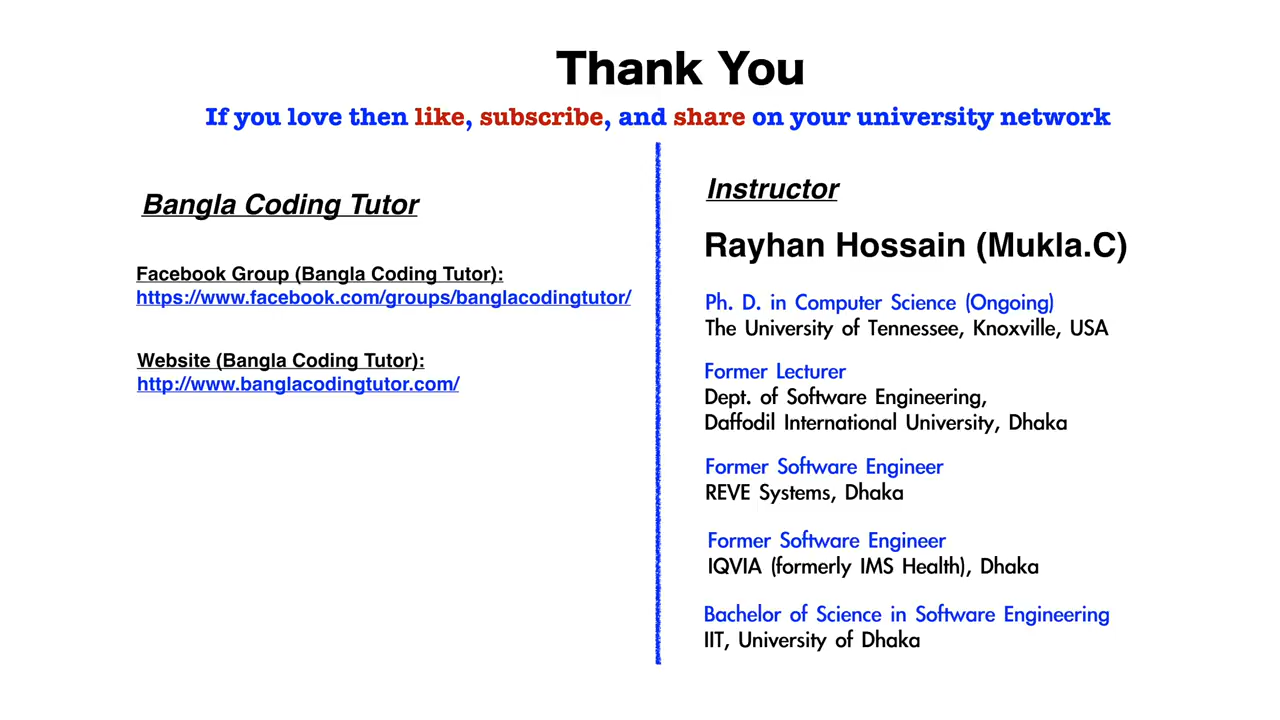 Thank You
If you love then like, subscribe, and share on your university network
Bangla Coding Tutor
Facebook Group (Bangla Coding Tutor):
https://www.facebook.com/groups/banglacodingtutor/
Website (Bangla Coding Tutor):
http://www.banglacodingtutor.com/
Instructor
Rayhan Hossain (Mukla.C)
Ph. D. in Computer Science (Ongoing)
The University of Tennessee, Knoxville, USA
Former Lecturer
Dept. of Software Engineering,
Daffodil International University, Dhaka
Former Software Engineer
REVE Systems, Dhaka
Former Software Engineer
IQVIA (formerly IMS Health), Dhaka
Bachelor of Science in Software Engineering
IIT, University of Dhaka